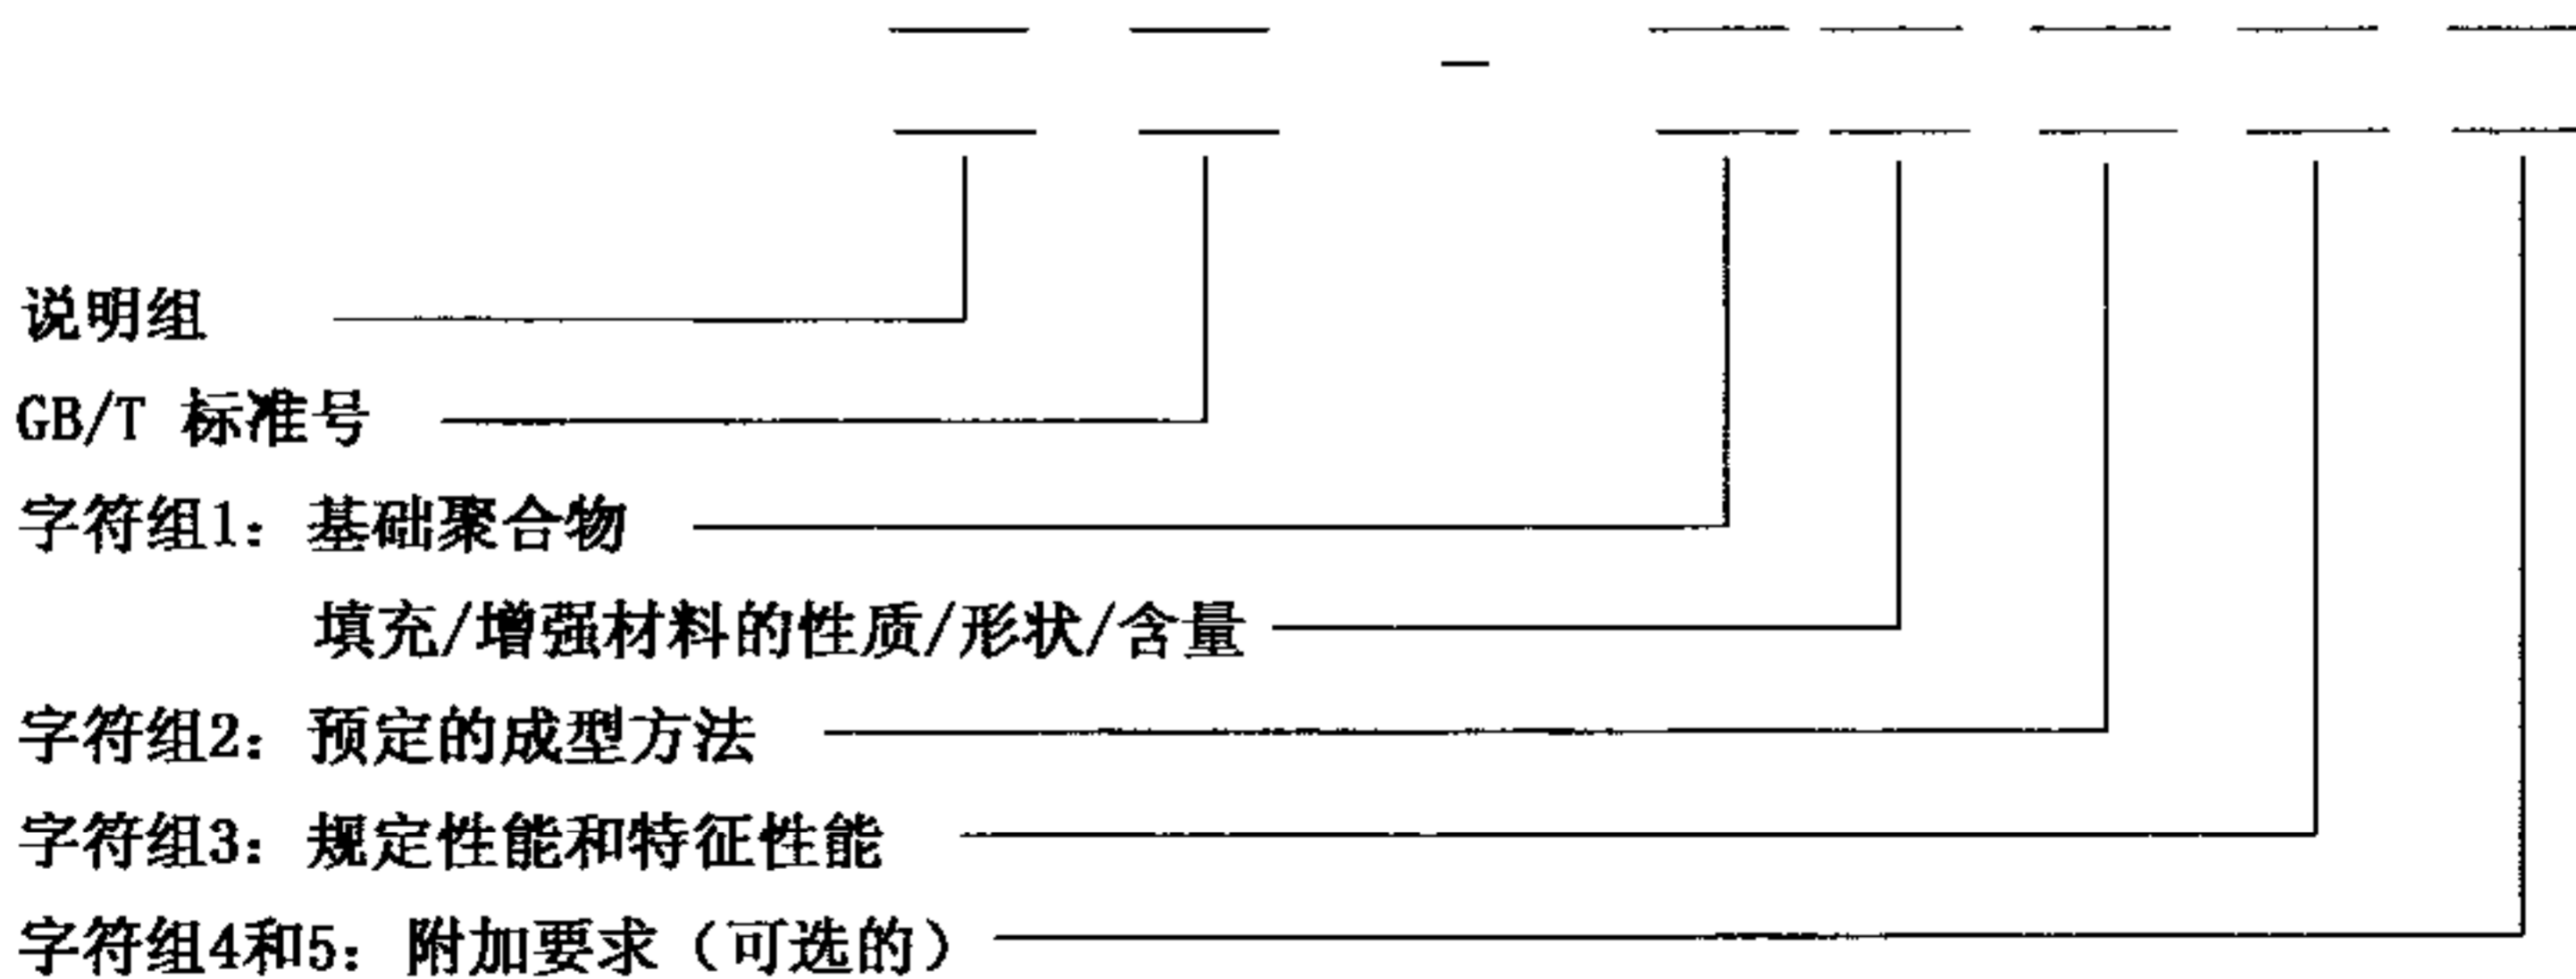 说明组
GB/T 标准号
字符组1：基础聚合物
填充/增强材料的性质/形状/含量
字符组2：预定的成型方法
字符组3：规定性能和特征性能
字符组4和5：附加要求（可选的）